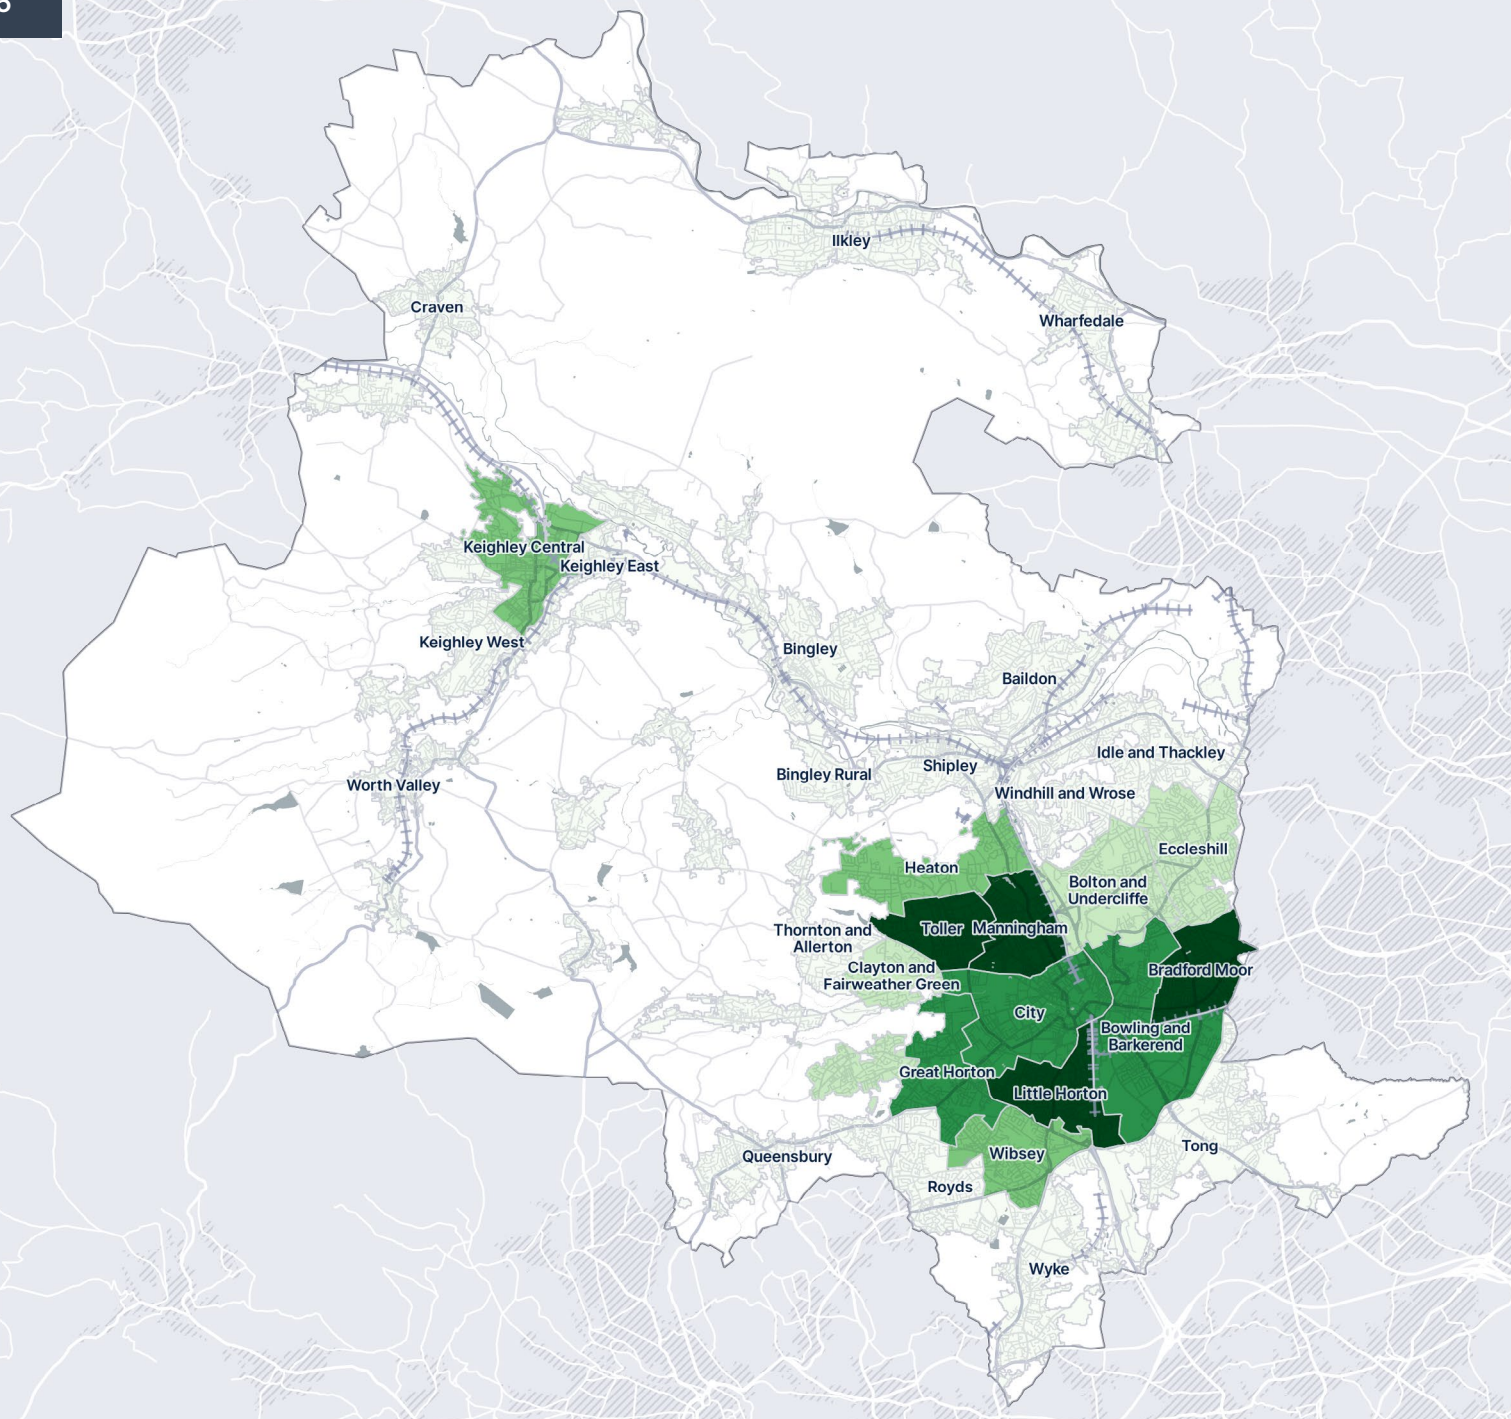 Ilkley
Craven
Wharfedale
Keighley Central
Keighley East
Keighley West
Bingley
Baildon
Idle and Thackley
Shipley
Bingley Rural
Worth Valley
Windhill and Wrose
Eccleshill
Heaton
Bolton and
Undercliffe
Toller
Manningham
Thornton and
Allerton
Clayton and
Fairweather Green
Bradford Moor
City
Bowling and
Barkerend
Great Horton
Little Horton
Tong
Wibsey
Queensbury
Royds
Wyke